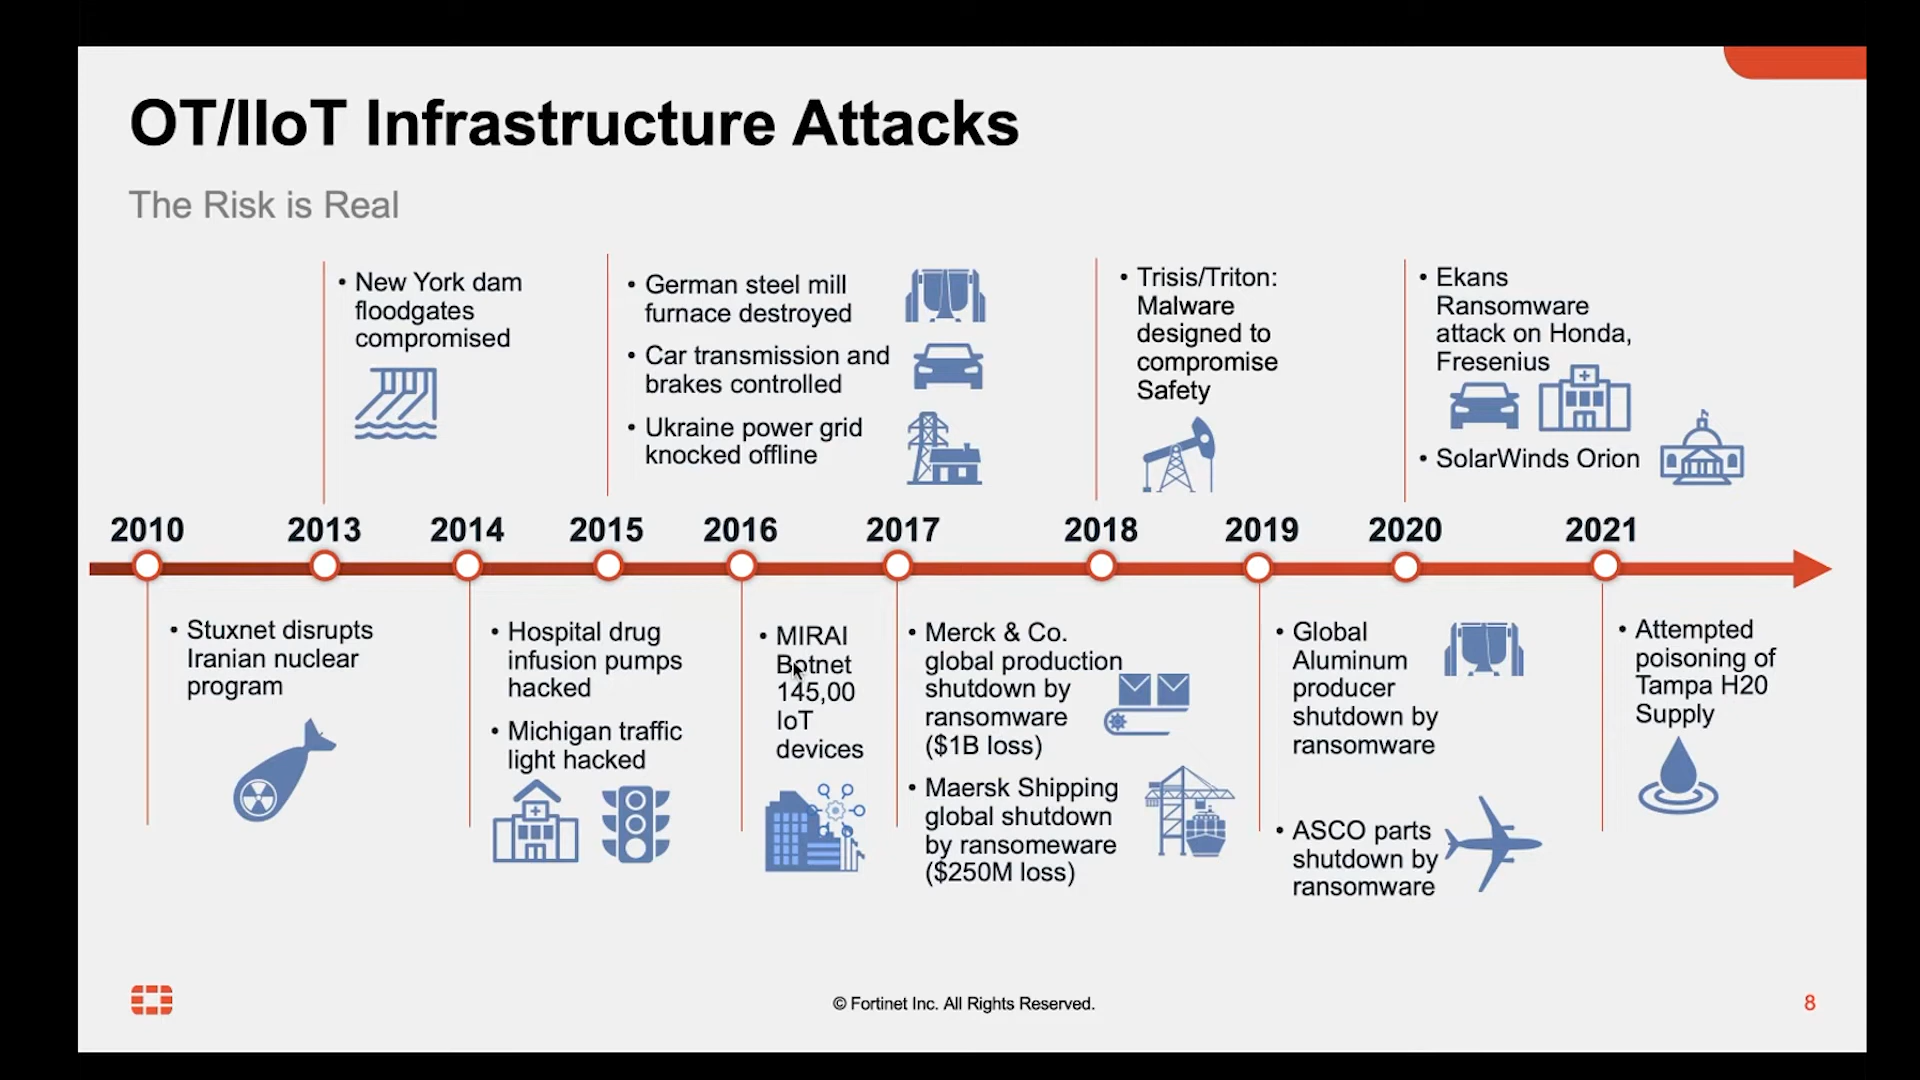 OT/IIoT Infrastructure Attacks
The Risk is Real
• New York dam
floodgates
compromised
• German steel mill
furnace destroyed
• Car transmission and
brakes controlled
• Ukraine power grid
knocked offline
• Trisis/Triton:
Malware
designed to
compromise
Safety
• Ekans
Ransomware
attack on Honda,
Fresenius
• SolarWinds Orion
2010 2013 2014 2015 2016 2017 2018 2019 2020 2021
• Stuxnet disrupts
Iranian nuclear
program
• Hospital drug
infusion pumps
hacked
• Michigan traffic
light hacked
• MIRAI
Botnet
145,00
IoT
devices
• Merck & Co.
global production
shutdown by
ransomware
($1B loss)
• Maersk Shipping
global shutdown
by ransomeware
($250M loss)
• Global
Aluminum
producer
shutdown by
ransomware
• ASCO parts
shutdown by
ransomware
• Attempted
poisoning of
Tampa H20
Supply
© Fortinet Inc. All Rights Reserved.
8